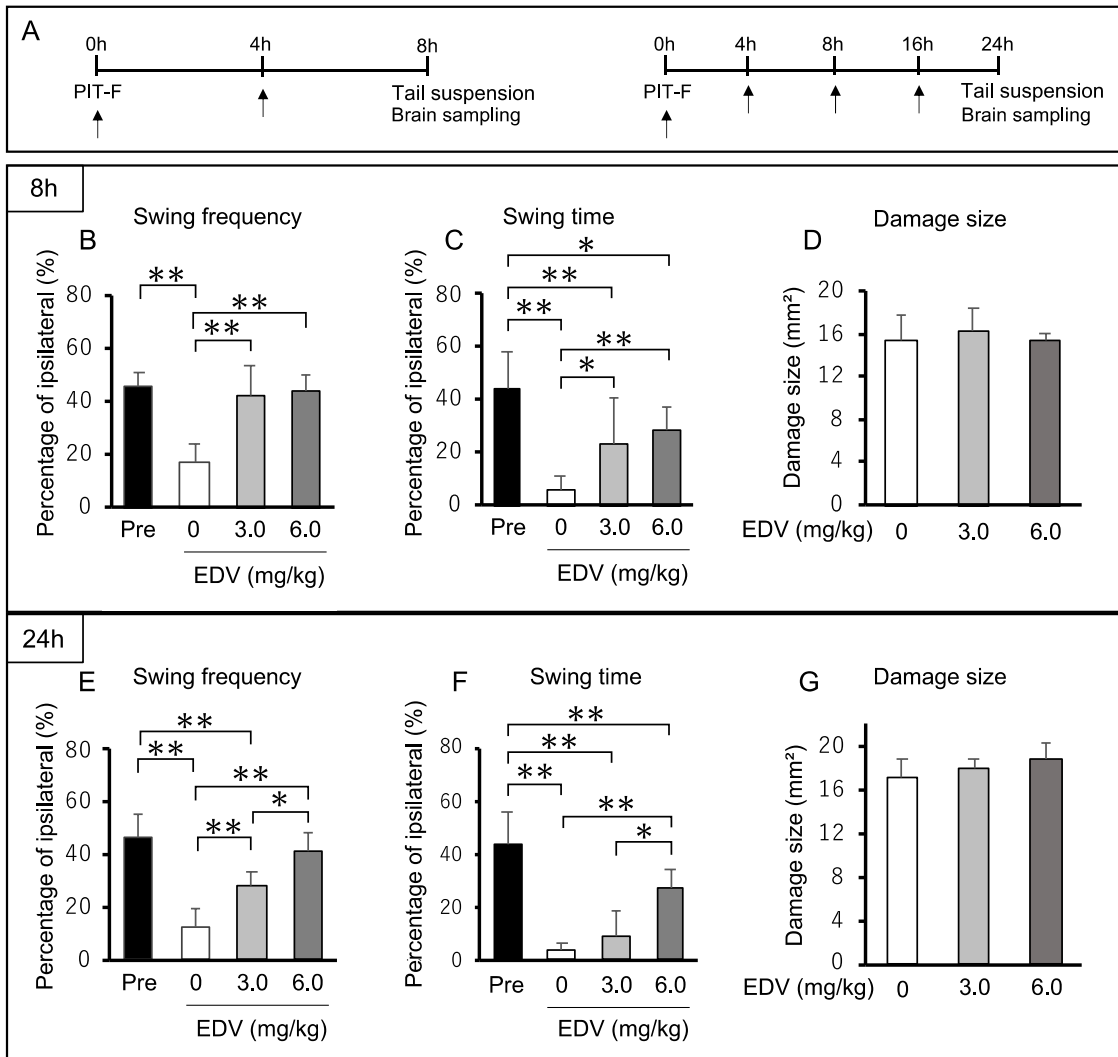 A
0h 4h 8h 0h 4h 8h 16h 24h
PIT-F Tail suspension PIT-F Tail suspension
Brain sampling Brain sampling
8h
Swing frequency
B
Percentage of ipsilateral (%)
80
60
40
20
0
**
**
**
Pre 0 3.0 6.0
EDV (mg/kg)
Swing time
C
Percentage of ipsilateral (%)
80
60
40
20
0
*
**
**
**
*
Pre 0 3.0 6.0
EDV (mg/kg)
Damage size
D
Damage size (mm²)
20
16
12
8
4
0
EDV (mg/kg) 0 3.0 6.0
24h
Swing frequency
E
Percentage of ipsilateral (%)
80
60
40
20
0
**
**
**
*
**
Pre 0 3.0 6.0
EDV (mg/kg)
Swing time
F
Percentage of ipsilateral (%)
80
60
40
20
0
**
**
**
**
*
Pre 0 3.0 6.0
EDV (mg/kg)
Damage size
G
Damage size (mm²)
20
16
12
8
4
0
EDV (mg/kg) 0 3.0 6.0